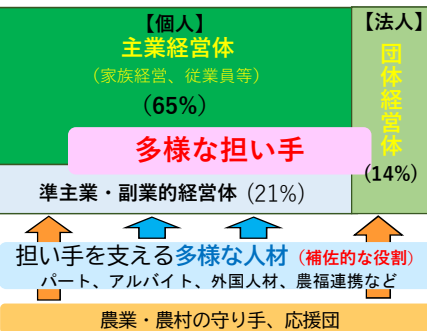 【個人】
主業経営体
（家族経営、従業員等）
（65%）
【法人】
団体経営体
（14%）
多様な担い手
準主業・副業的経営体（21%）
担い手を支える多様な人材（補佐的な役割）
パート、アルバイト、外国人材、農福連携など
農業・農村の守り手、応援団